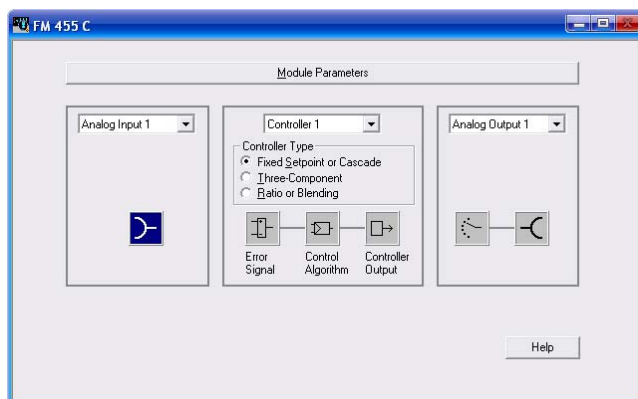 FM 455 C
Module Parameters
Analog Input 1
Controller 1
Analog Output 1
Controller Type
Fixed Setpoint or Cascade
Three-Component
Ratio or Blending
Error
Signal
Control
Algorithm
Controller
Output
Help